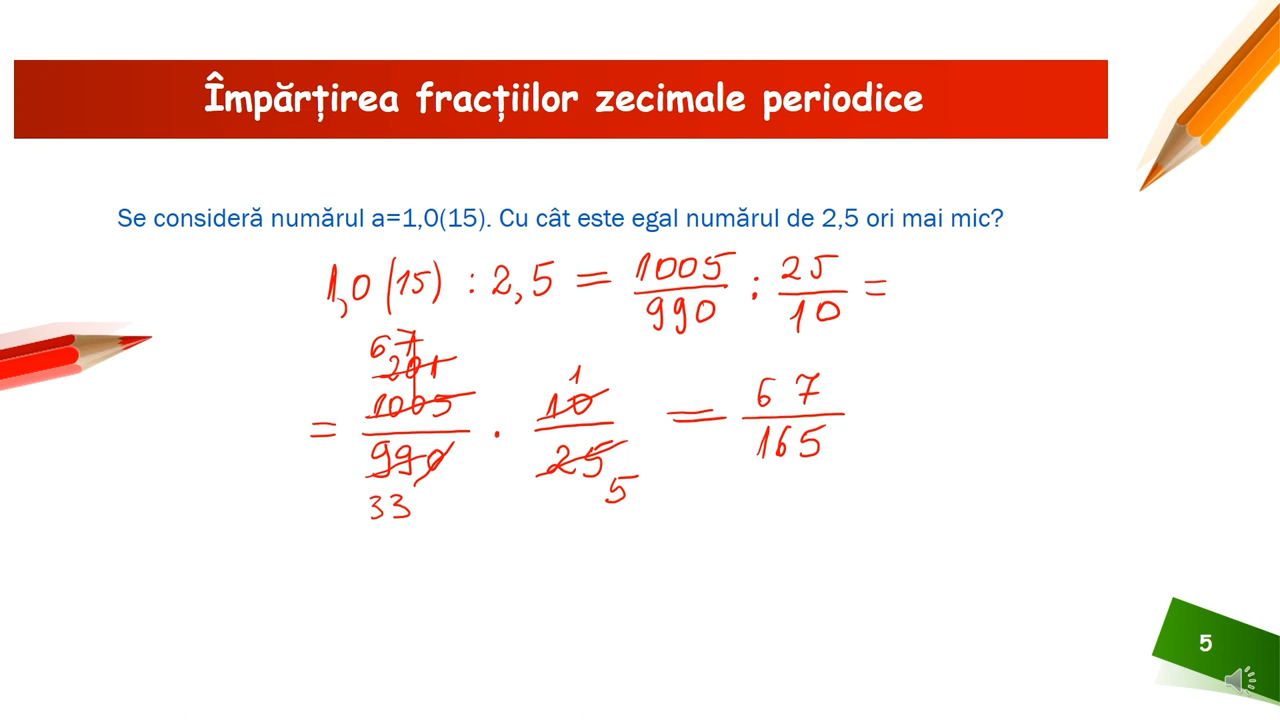 Împărțirea fracțiilor zecimale periodice
Se consideră numărul a=1,0(15). Cu cât este egal numărul de 2,5 ori mai mic?
1,0(15) : 2,5 = 1005/990 : 25/10 =
67
201 1
= 1005/990 · 10/25 = 67/165
33 5
5